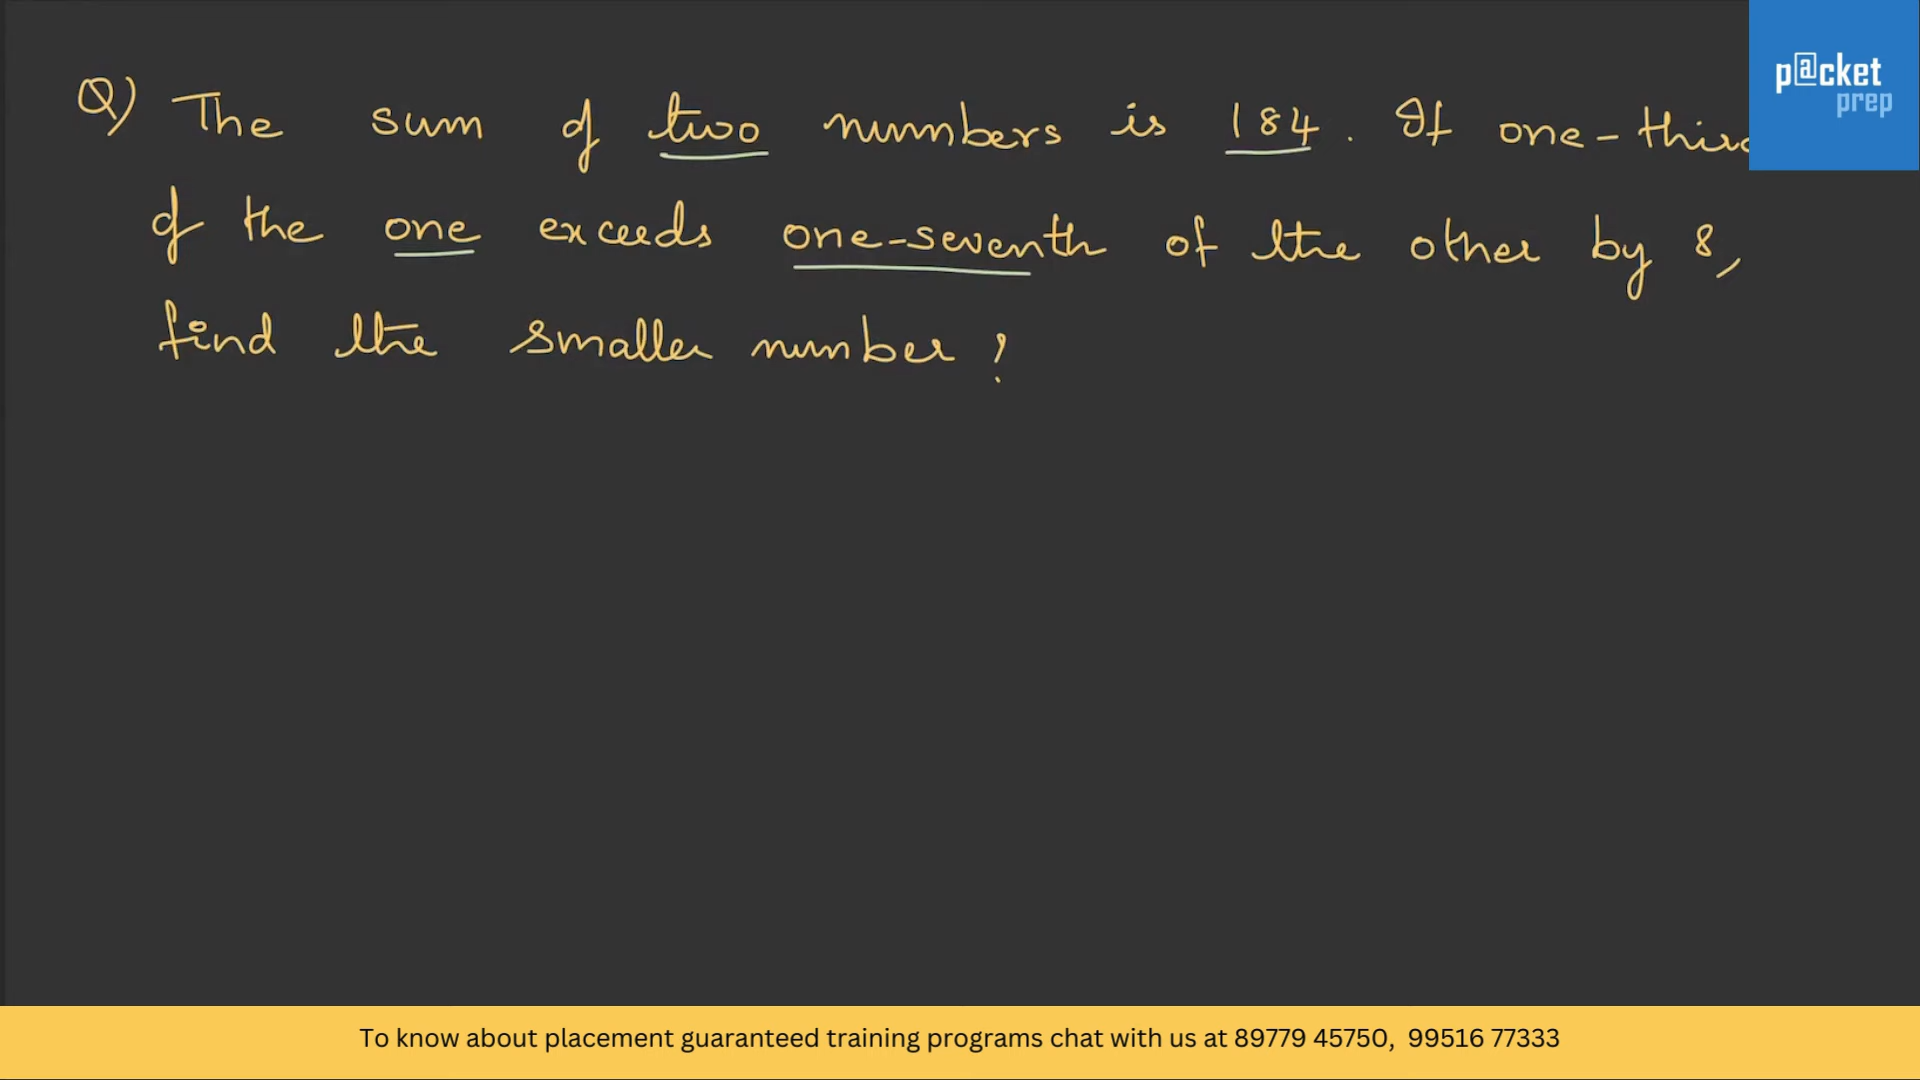 Q) The sum of two numbers is 184. If one-third
of the one exceeds one-seventh of the other by 8,
find the smaller number?
p@cket
prep
To know about placement guaranteed training programs chat with us at 89779 45750, 99516 77333